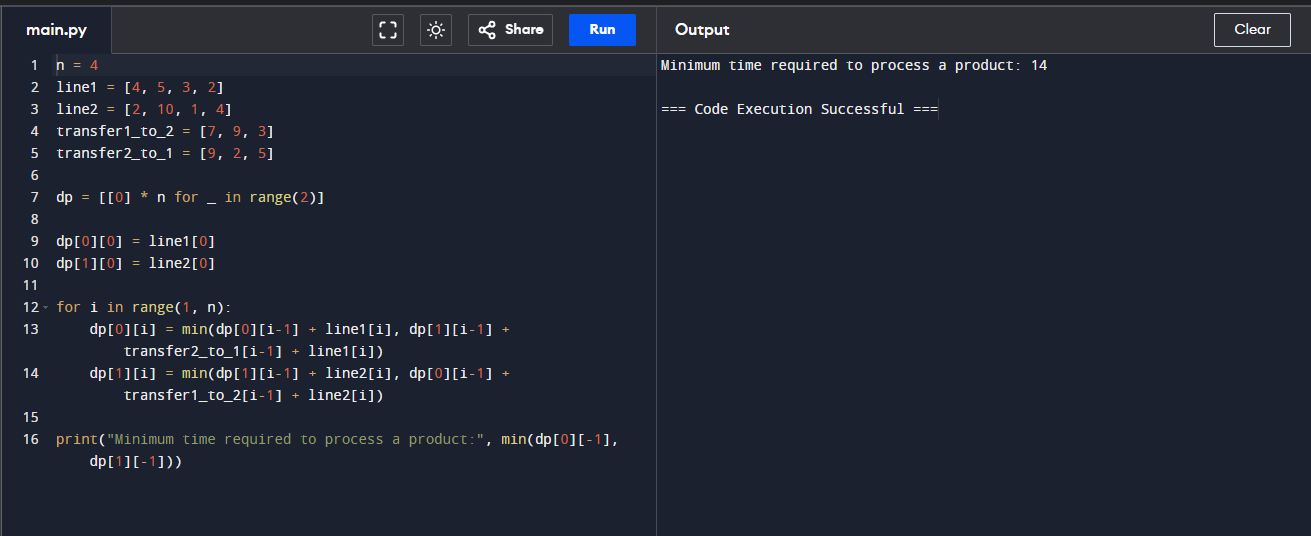 main.py
Share
Run
Output
Clear
1 n = 4
2 line1 = [4, 5, 3, 2]
3 line2 = [2, 10, 1, 4]
4 transfer1_to_2 = [7, 9, 3]
5 transfer2_to_1 = [9, 2, 5]
6
7 dp = [[0] * n for _ in range(2)]
8
9 dp[0][0] = line1[0]
10 dp[1][0] = line2[0]
11
12 for i in range(1, n):
13     dp[0][i] = min(dp[0][i-1] + line1[i], dp[1][i-1] +
        transfer2_to_1[i-1] + line1[i])
14     dp[1][i] = min(dp[1][i-1] + line2[i], dp[0][i-1] +
        transfer1_to_2[i-1] + line2[i])
15
16 print("Minimum time required to process a product:", min(dp[0][-1],
    dp[1][-1]))
Minimum time required to process a product: 14
=== Code Execution Successful ===